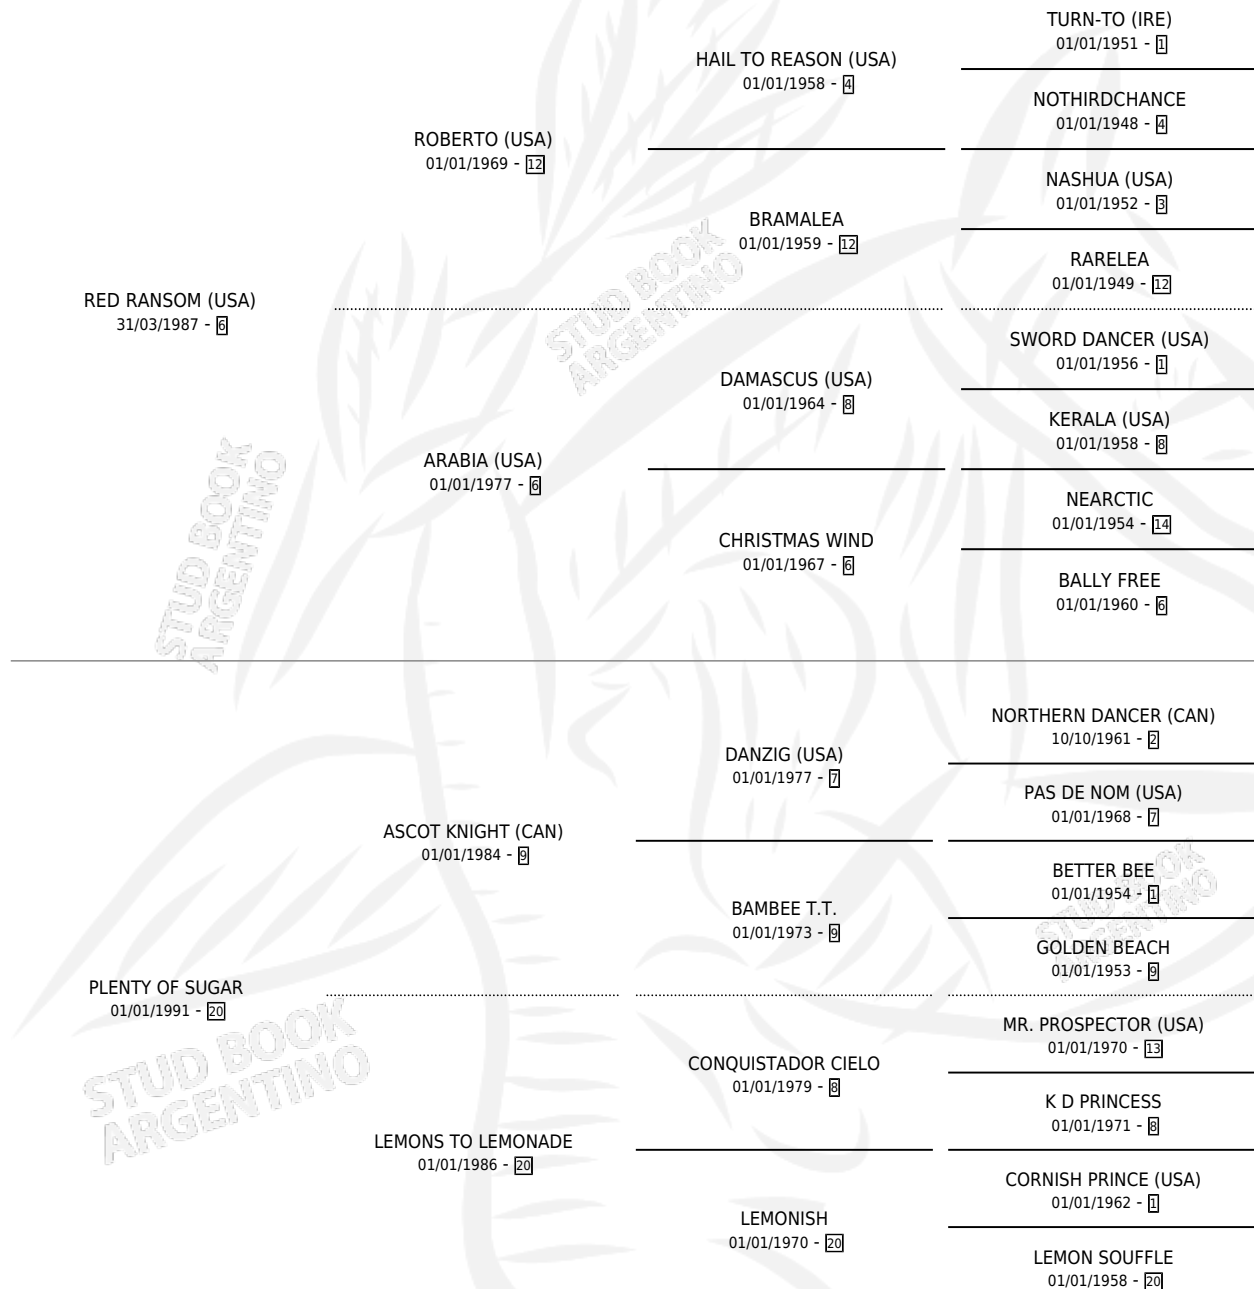 TURN-TO (IRE)
01/01/1951 - 1
HAIL TO REASON (USA)
01/01/1958 - 4
NOTHIRDCHANCE
01/01/1948 - 4
ROBERTO (USA)
01/01/1969 - 12
NASHUA (USA)
01/01/1952 - 3
BRAMALEA
01/01/1959 - 12
RARELEA
01/01/1949 - 12
RED RANSOM (USA)
31/03/1987 - 6
SWORD DANCER (USA)
01/01/1956 - 1
DAMASCUS (USA)
01/01/1964 - 8
KERALA (USA)
01/01/1958 - 8
ARABIA (USA)
01/01/1977 - 6
NEARCTIC
01/01/1954 - 14
CHRISTMAS WIND
01/01/1967 - 6
BALLY FREE
01/01/1960 - 6
NORTHERN DANCER (CAN)
10/10/1961 - 2
DANZIG (USA)
01/01/1977 - 7
PAS DE NOM (USA)
01/01/1968 - 7
ASCOT KNIGHT (CAN)
01/01/1984 - 9
BETTER BEE
01/01/1954 - 1
BAMBEE T.T.
01/01/1973 - 9
GOLDEN BEACH
01/01/1953 - 9
PLENTY OF SUGAR
01/01/1991 - 20
MR. PROSPECTOR (USA)
01/01/1970 - 13
CONQUISTADOR CIELO
01/01/1979 - 8
K D PRINCESS
01/01/1971 - 8
LEMONS TO LEMONADE
01/01/1986 - 20
CORNISH PRINCE (USA)
01/01/1962 - 1
LEMONISH
01/01/1970 - 20
LEMON SOUFFLE
01/01/1958 - 20
STUD BOOK
ARGENTINO
STUD BOOK
ARGENTINO
STUD BOOK
ARGENTINO
STUD BOOK
ARGENTINO